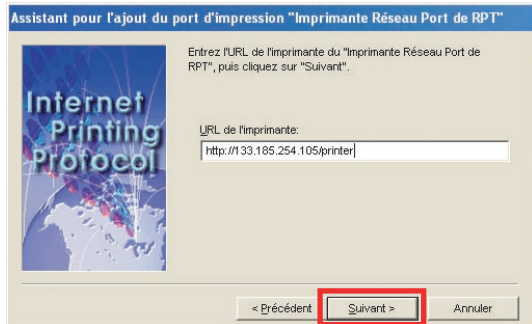 Assistant pour l'ajout du port d'impression "Imprimante Réseau Port de RPT"
Entrez l'URL de l'imprimante du "Imprimante Réseau Port de
RPT", puis cliquez sur "Suivant".
Internet
Printing
Protocol
URL de l'imprimante:
http://133.185.254.105/printer
< Précédent
Suivant >
Annuler